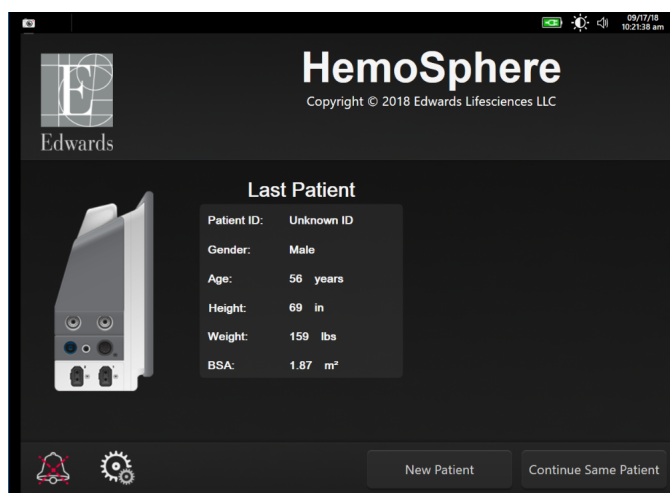 09/17/18
10:21:38 am
HemoSphere
Copyright © 2018 Edwards Lifesciences LLC
Edwards
Last Patient
Patient ID: Unknown ID
Gender: Male
Age: 56 years
Height: 69 in
Weight: 159 lbs
BSA: 1.87 m²
New Patient
Continue Same Patient